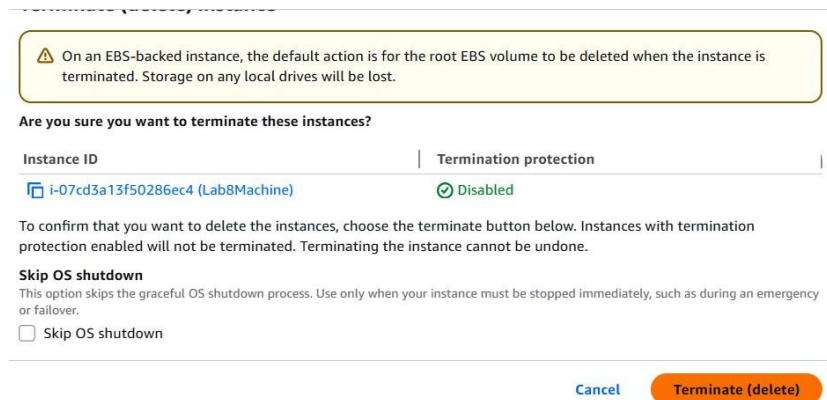 Terminate (delete) instance
On an EBS-backed instance, the default action is for the root EBS volume to be deleted when the instance is
terminated. Storage on any local drives will be lost.
Are you sure you want to terminate these instances?
Instance ID Termination protection
i-07cd3a13f50286ec4 (Lab8Machine) Disabled
To confirm that you want to delete the instances, choose the terminate button below. Instances with termination
protection enabled will not be terminated. Terminating the instance cannot be undone.
Skip OS shutdown
This option skips the graceful OS shutdown process. Use only when your instance must be stopped immediately, such as during an emergency
or failover.
Skip OS shutdown
Cancel Terminate (delete)